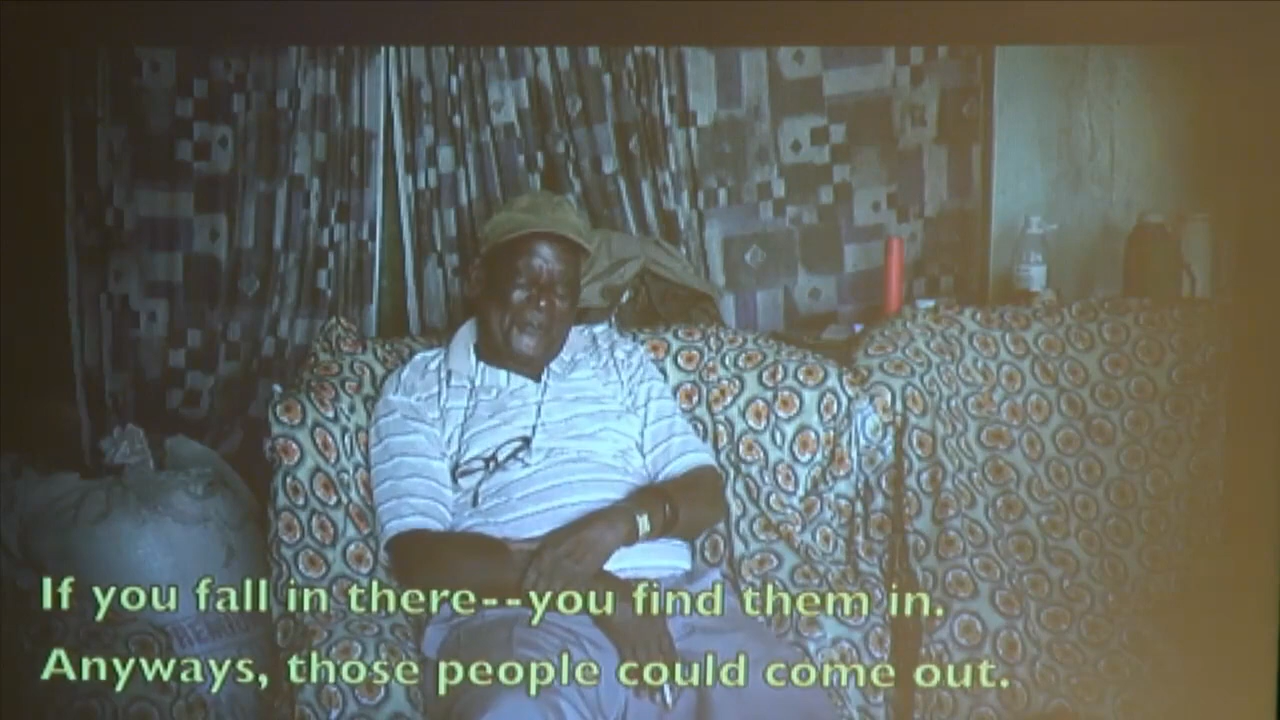 If you fall in there--you find them in.
Anyways, those people could come out.